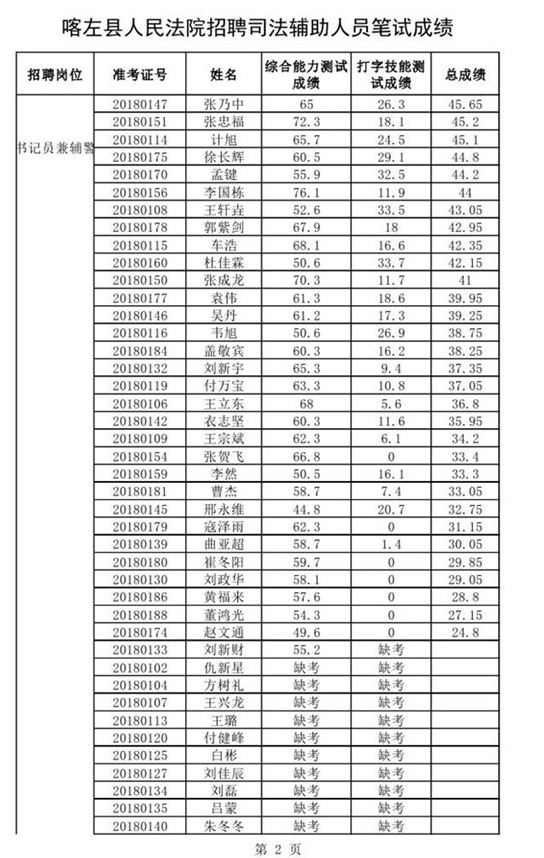 喀左县人民法院招聘司法辅助人员笔试成绩
招聘岗位 准考证号 姓名 综合能力测试成绩 打字技能测试成绩 总成绩
书记员兼辅警
20180147 张乃中 65 26.3 45.65
20180151 张忠福 72.3 18.1 45.2
20180114 计旭 65.7 24.5 45.1
20180175 徐长辉 60.5 29.1 44.8
20180170 孟键 55.9 32.5 44.2
20180156 李国栋 76.1 11.9 44
20180108 王轩垚 52.6 33.5 43.05
20180178 郭紫剑 67.9 18 42.95
20180115 车浩 68.1 16.6 42.35
20180160 杜佳霖 50.6 33.7 42.15
20180150 张成龙 70.3 11.7 41
20180177 袁伟 61.3 18.6 39.95
20180146 吴丹 61.2 17.3 39.25
20180116 韦旭 50.6 26.9 38.75
20180184 盖敬宾 60.3 16.2 38.25
20180132 刘新宇 65.3 9.4 37.35
20180119 付万宝 63.3 10.8 37.05
20180106 王立东 68 5.6 36.8
20180142 衣志坚 60.3 11.6 35.95
20180109 王宗斌 62.3 6.1 34.2
20180154 张贺飞 66.8 0 33.4
20180159 李然 50.5 16.1 33.3
20180181 曹杰 58.7 7.4 33.05
20180145 邢永维 44.8 20.7 32.75
20180179 寇泽雨 62.3 0 31.15
20180139 曲亚超 58.7 1.4 30.05
20180180 崔冬阳 59.7 0 29.85
20180130 刘政华 58.1 0 29.05
20180186 黄福来 57.6 0 28.8
20180188 董鸿光 54.3 0 27.15
20180174 赵文通 49.6 0 24.8
20180133 刘新财 55.2 缺考
20180102 仇新星 缺考 缺考
20180104 方树礼 缺考 缺考
20180107 王兴龙 缺考 缺考
20180113 王璐 缺考 缺考
20180120 付健峰 缺考 缺考
20180125 白彬 缺考 缺考
20180127 刘佳辰 缺考 缺考
20180134 刘磊 缺考 缺考
20180135 吕蒙 缺考 缺考
20180140 朱冬冬 缺考 缺考
第 2 页